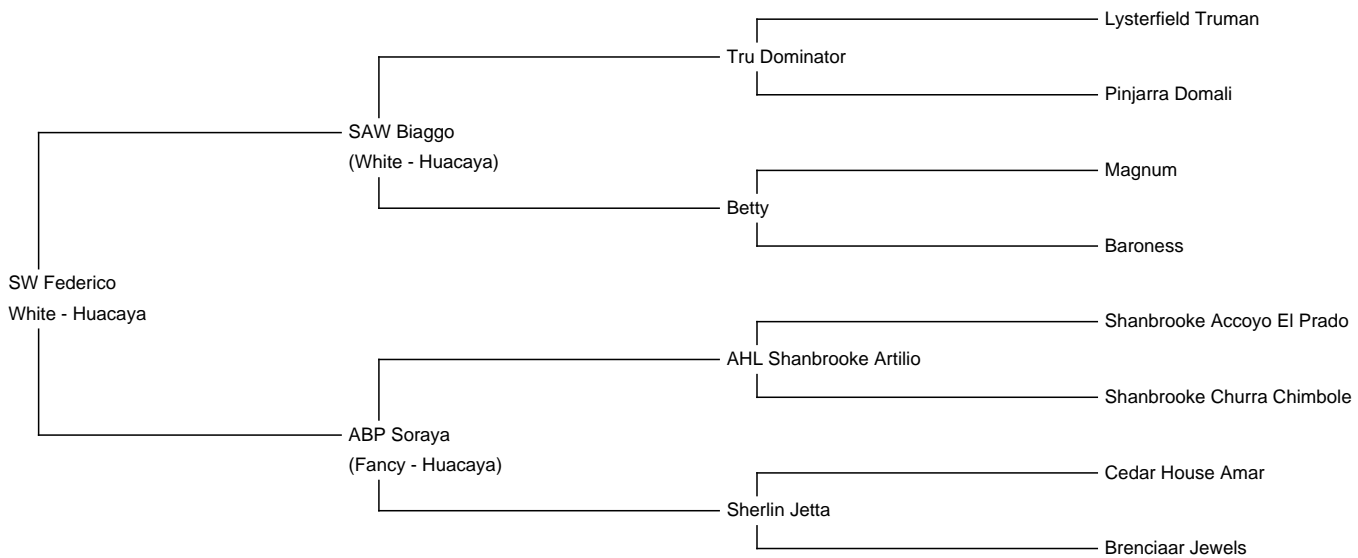 Lysterfield Truman
Tru Dominator
Pinjarra Domali
SAW Biaggo
(White - Huacaya)
Magnum
Betty
Baroness
SW Federico
White - Huacaya
Shanbrooke Accoyo El Prado
AHL Shanbrooke Artilio
Shanbrooke Churra Chimbole
ABP Soraya
(Fancy - Huacaya)
Cedar House Amar
Sherlin Jetta
Brenciaar Jewels